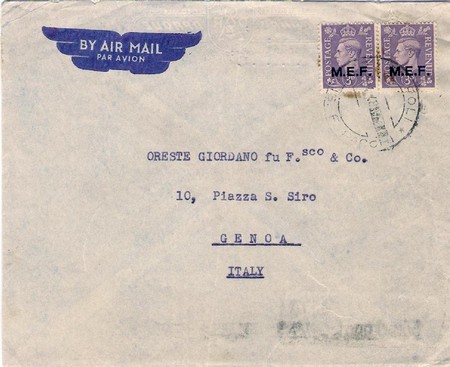 BY AIR MAIL
PAR AVION
POSTAGE REVENUE
M.E.F.
POSTAGE REVENUE
M.E.F.
ORESTE GIORDANO fu F.sco & Co.
10, Piazza S. Siro
GENOA
ITALY